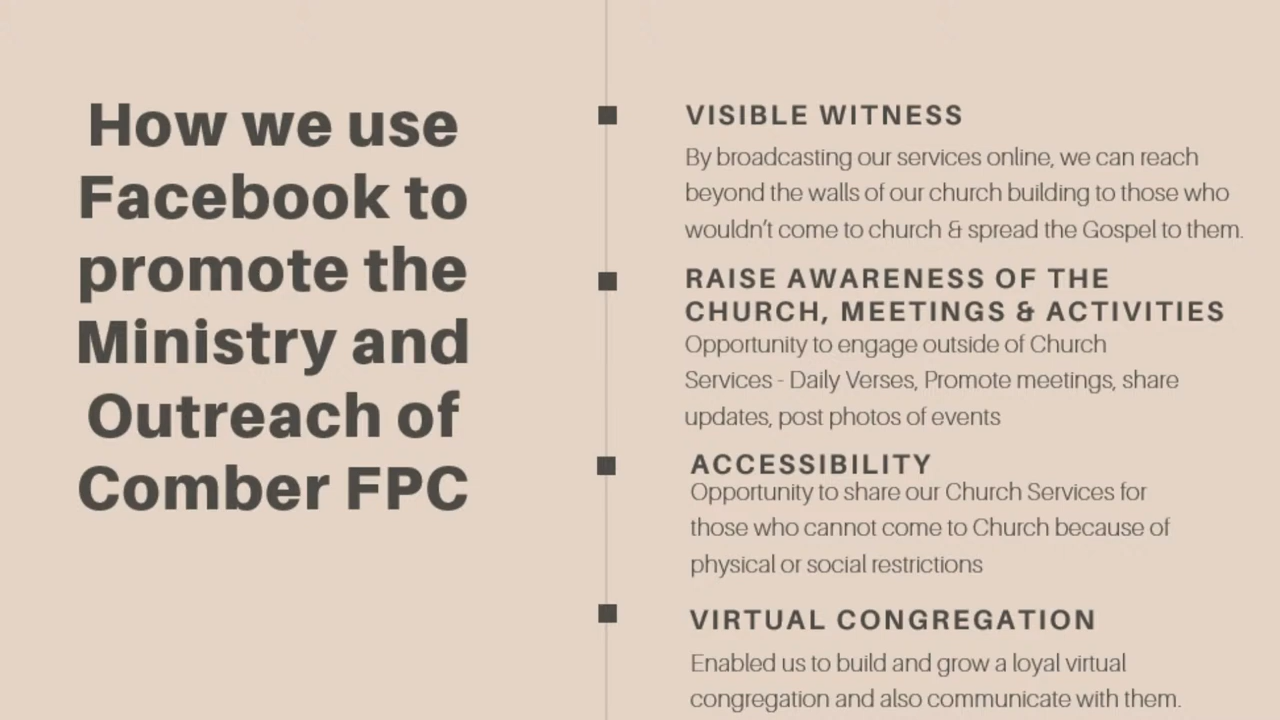 How we use
Facebook to
promote the
Ministry and
Outreach of
Comber FPC
VISIBLE WITNESS
By broadcasting our services online, we can reach
beyond the walls of our church building to those who
wouldn't come to church & spread the Gospel to them.
RAISE AWARENESS OF THE
CHURCH, MEETINGS & ACTIVITIES
Opportunity to engage outside of Church
Services - Daily Verses, Promote meetings, share
updates, post photos of events
ACCESSIBILITY
Opportunity to share our Church Services for
those who cannot come to Church because of
physical or social restrictions
VIRTUAL CONGREGATION
Enabled us to build and grow a loyal virtual
congregation and also communicate with them.